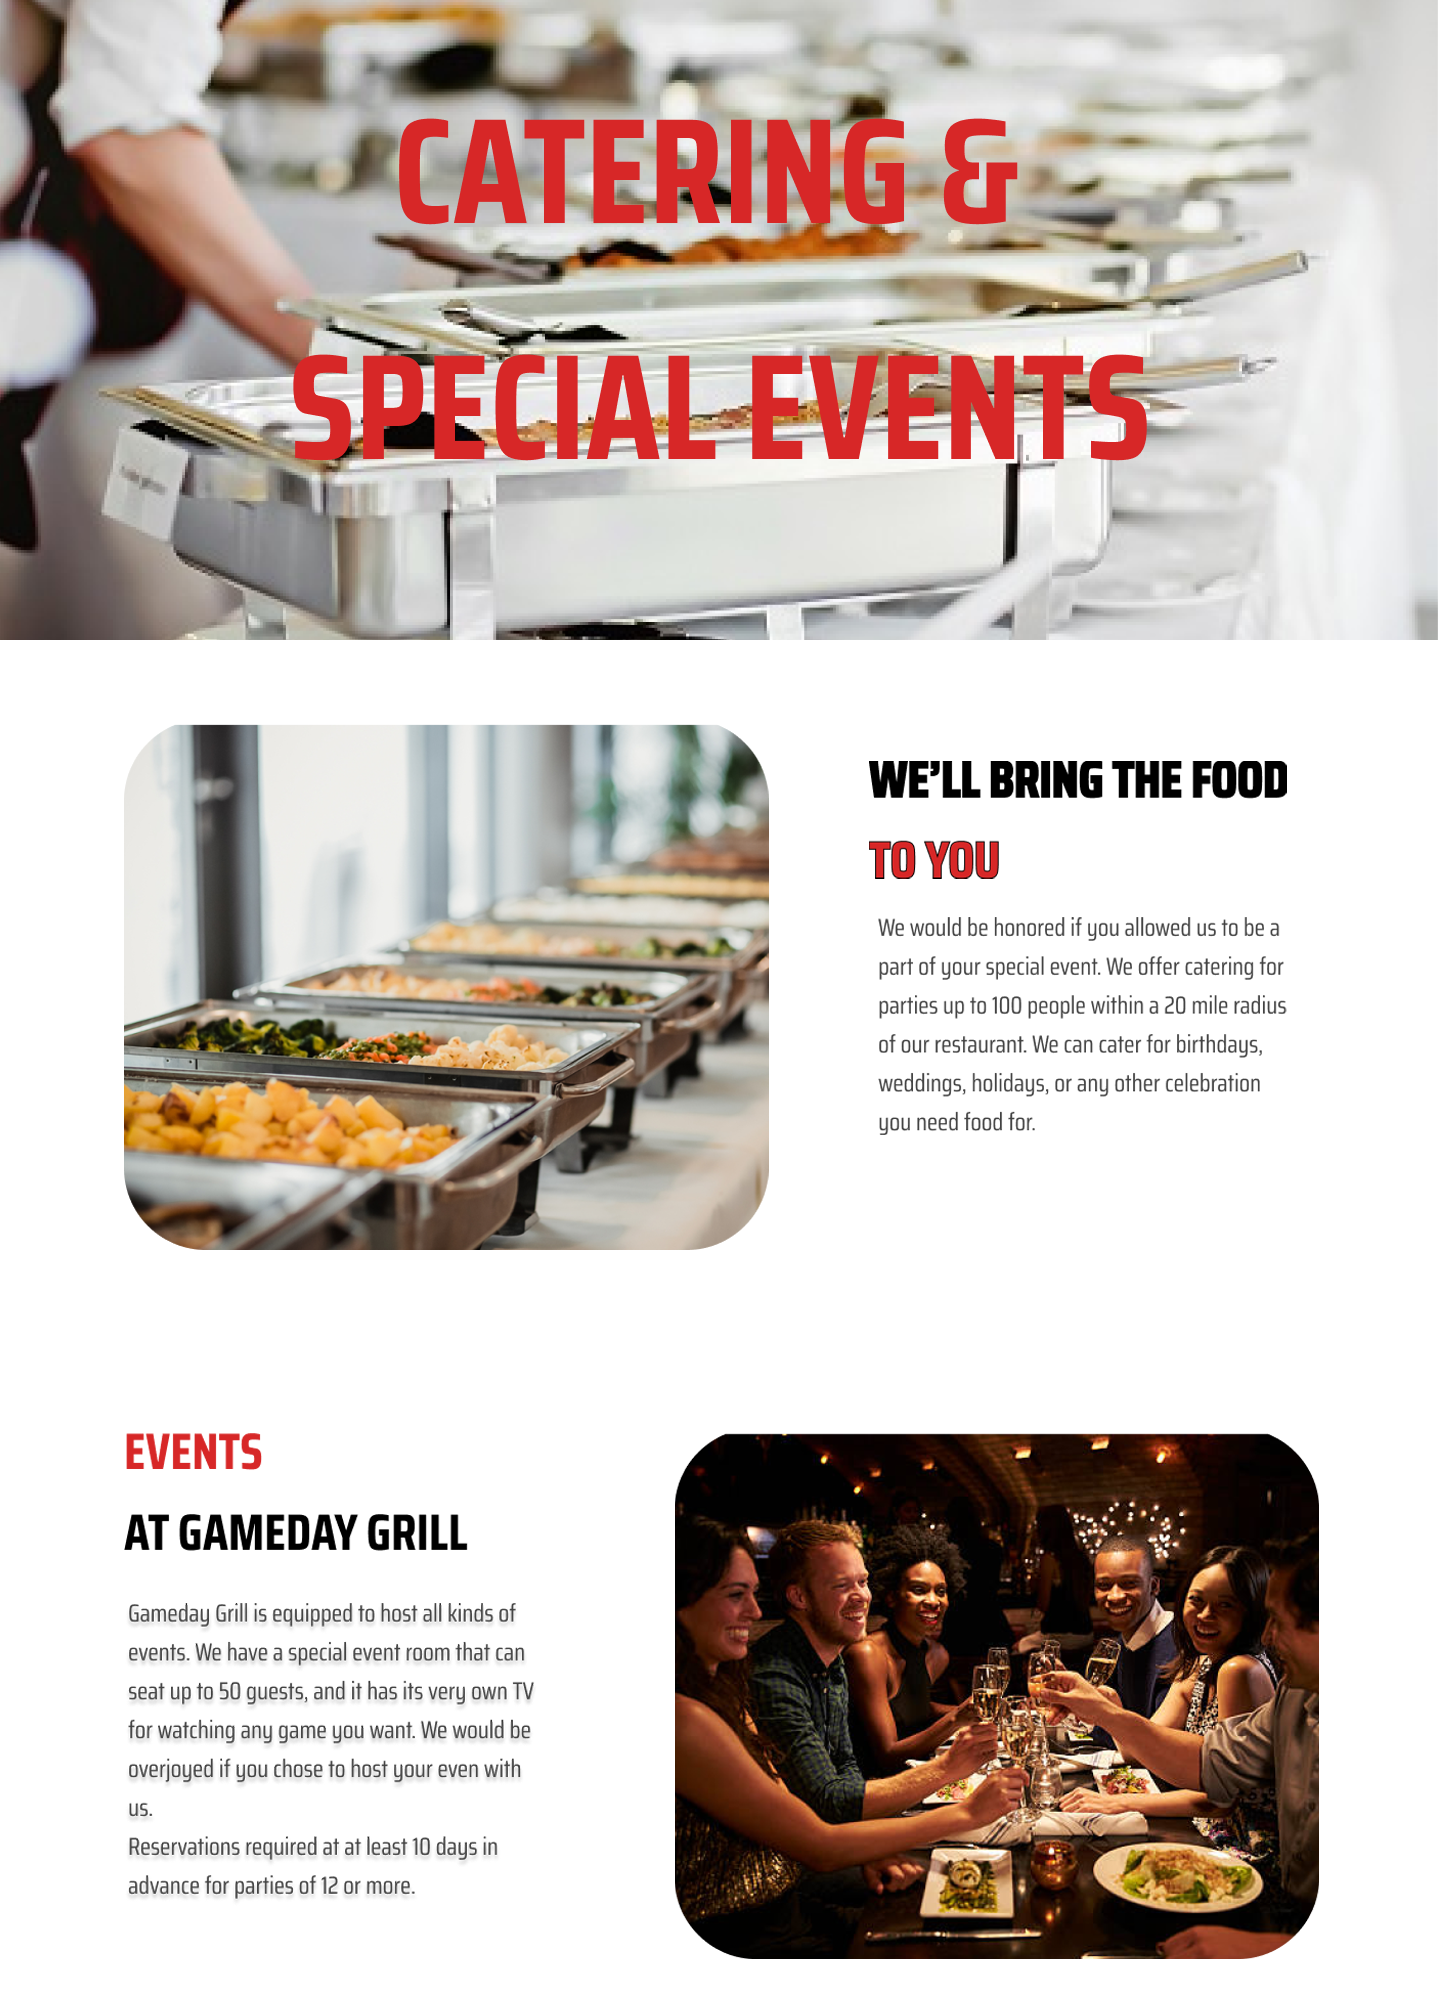 CATERING &
SPECIAL EVENTS
WE'LL BRING THE FOOD
TO YOU
We would be honored if you allowed us to be a
part of your special event. We offer catering for
parties up to 100 people within a 20 mile radius
of our restaurant. We can cater for birthdays,
weddings, holidays, or any other celebration
you need food for.
EVENTS
AT GAMEDAY GRILL
Gameday Grill is equipped to host all kinds of
events. We have a special event room that can
seat up to 50 guests, and it has its very own TV
for watching any game you want. We would be
overjoyed if you chose to host your even with
us.
Reservations required at at least 10 days in
advance for parties of 12 or more.